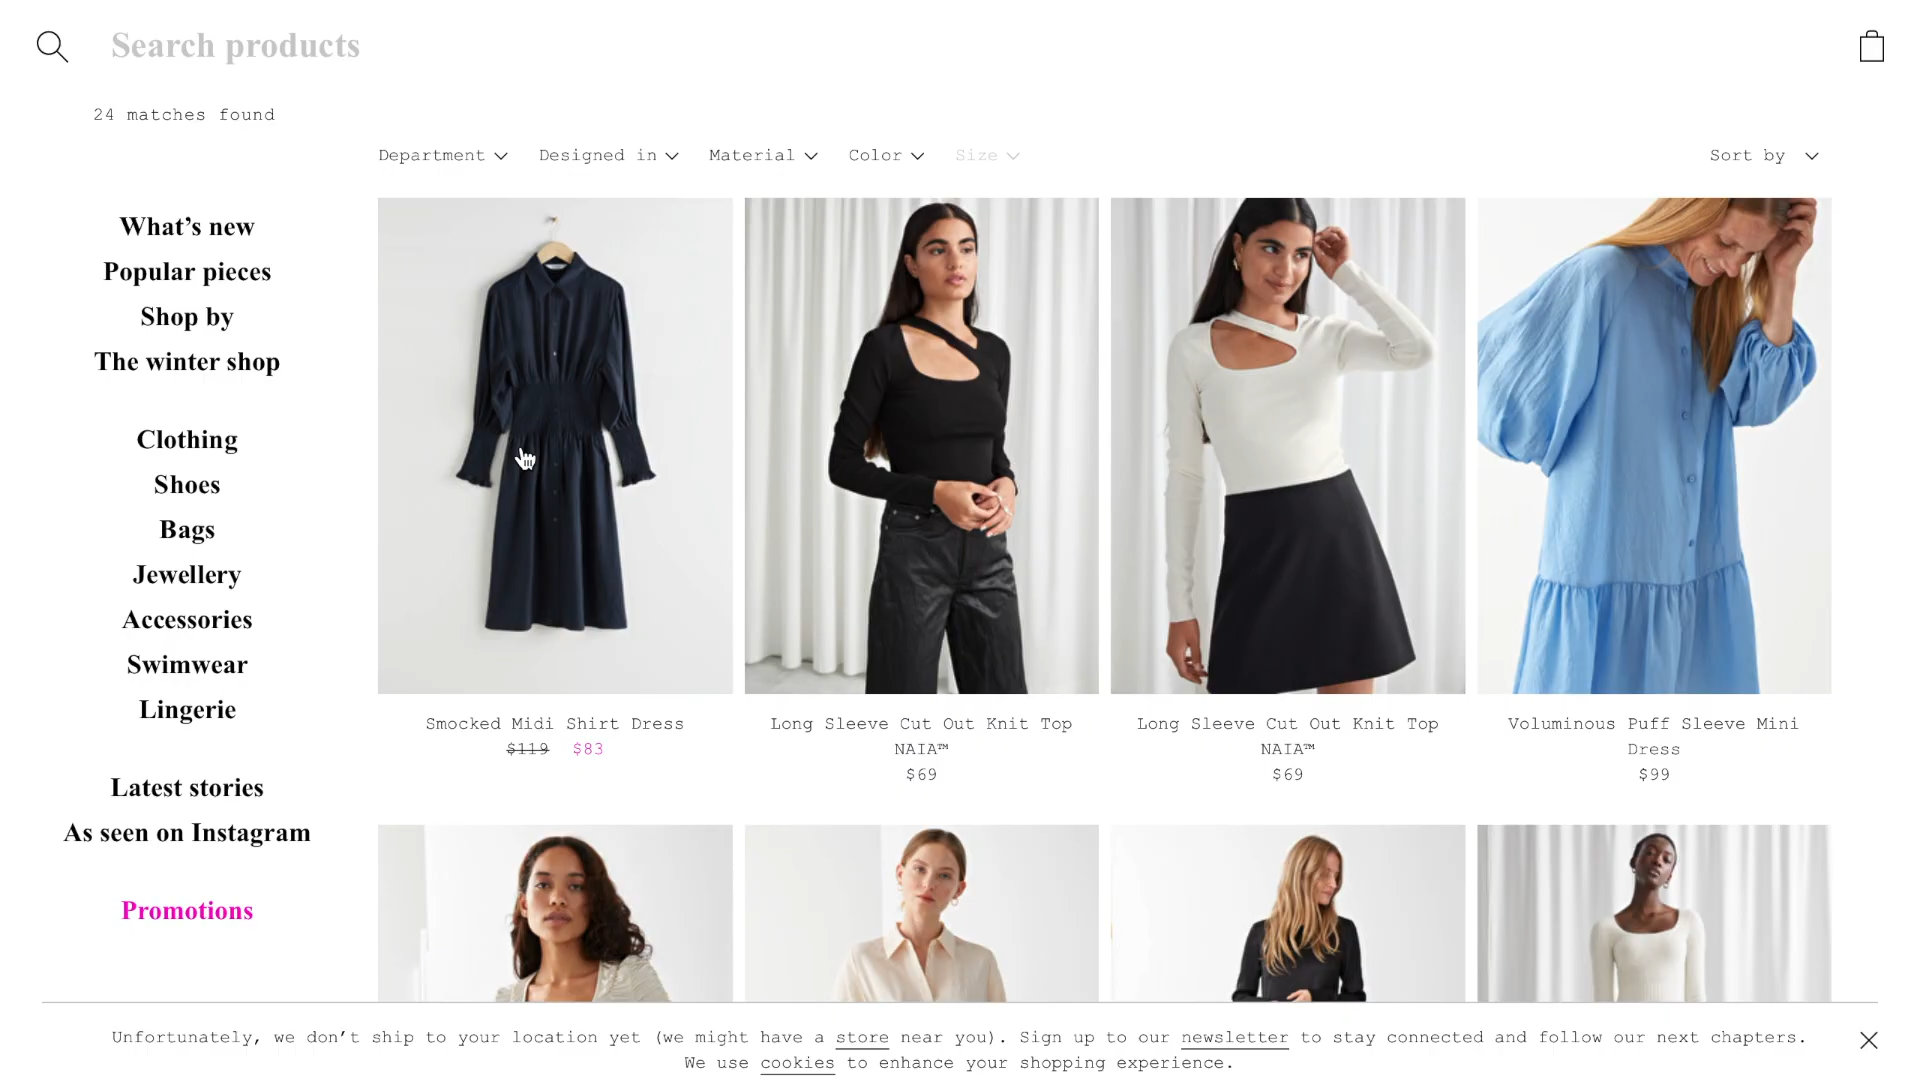 Search products
24 matches found
Department
Designed in
Material
Color
Size
Sort by
What’s new
Popular pieces
Shop by
The winter shop
Clothing
Shoes
Bags
Jewellery
Accessories
Swimwear
Lingerie
Latest stories
As seen on Instagram
Promotions
Smocked Midi Shirt Dress
$119 $83
Long Sleeve Cut Out Knit Top
NAIA™
$69
Long Sleeve Cut Out Knit Top
NAIA™
$69
Voluminous Puff Sleeve Mini
Dress
$99
Unfortunately, we don’t ship to your location yet (we might have a store near you). Sign up to our newsletter to stay connected and follow our next chapters.
We use cookies to enhance your shopping experience.